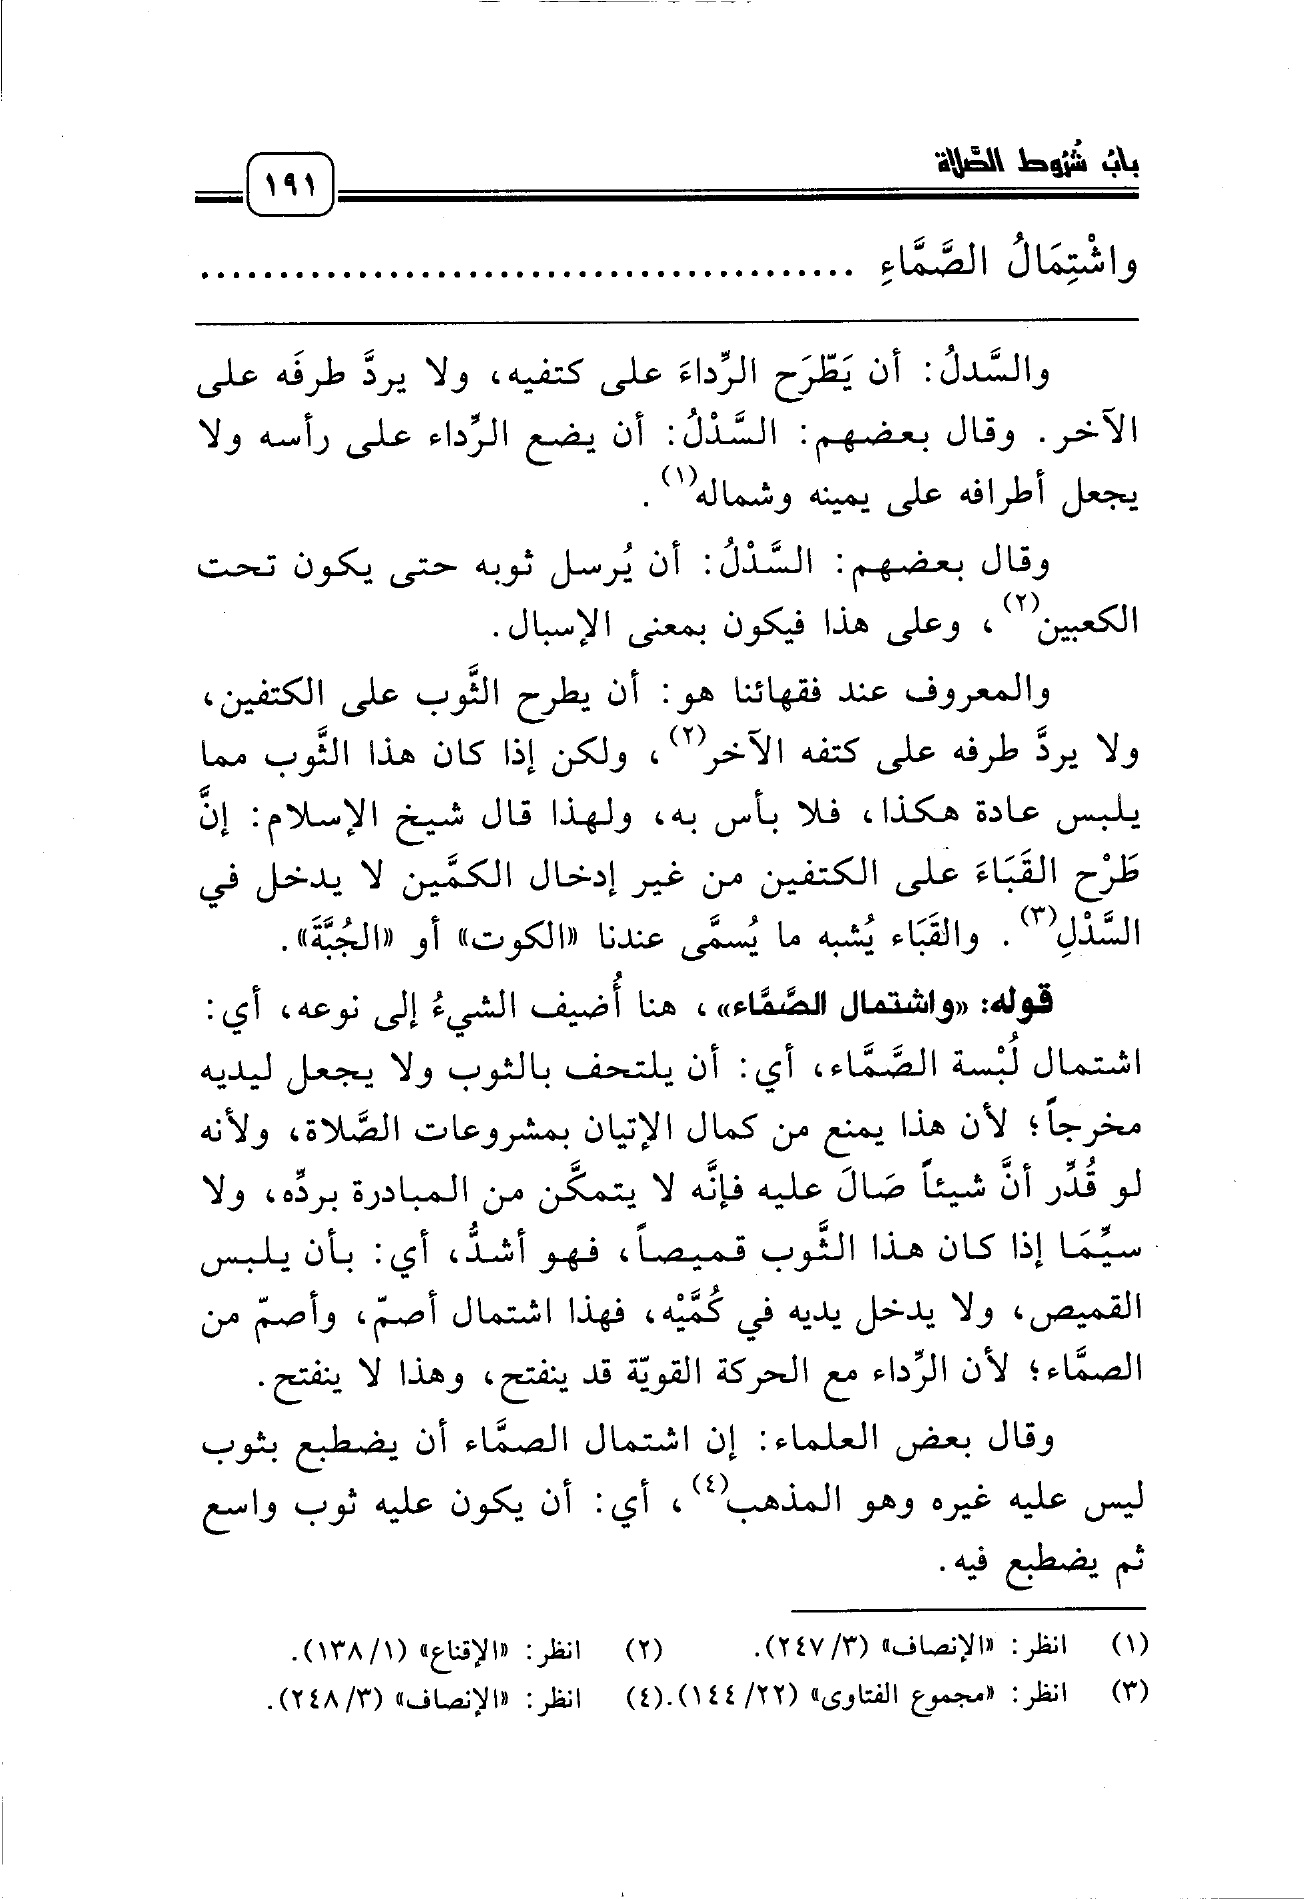 باب شُرُوط الصَّلاة
١٩١
واشْتِمَالُ الصَّمَّاءِ ...........................................
والسَّدلُ: أن يَطّرَح الرِّداءَ على كتفيه، ولا يردَّ طرفَه على
الآخر. وقال بعضهم: السَّدْلُ: أن يضع الرِّداء على رأسه ولا
يجعل أطرافه على يمينه وشماله(١).
وقال بعضهم: السَّدْلُ: أن يُرسل ثوبه حتى يكون تحت
الكعبين(٢)، وعلى هذا فيكون بمعنى الإسبال.
والمعروف عند فقهائنا هو: أن يطرح الثَّوب على الكتفين،
ولا يردَّ طرفه على كتفه الآخر(٢)، ولكن إذا كان هذا الثَّوب مما
يلبس عادة هكذا، فلا بأس به، ولهذا قال شيخ الإسلام: إنَّ
طَرْح القَبَاءَ على الكتفين من غير إدخال الكمَّين لا يدخل في
السَّدْلِ(٣). والقَبَاء يُشبه ما يُسمَّى عندنا «الكوت» أو «الجُبَّةَ».
قوله: «واشتمال الصَّمَّاء»، هنا أُضيف الشيءُ إلى نوعه، أي:
اشتمال لُبْسة الصَّمَّاء، أي: أن يلتحف بالثوب ولا يجعل ليديه
مخرجاً؛ لأن هذا يمنع من كمال الإتيان بمشروعات الصَّلاة، ولأنه
لو قُدِّر أنَّ شيئاً صَالَ عليه فإنَّه لا يتمكَّن من المبادرة بردِّه، ولا
سيِّمَا إذا كان هذا الثَّوب قميصاً، فهو أشدُّ، أي: بأن يلبس
القميص، ولا يدخل يديه في كُمَّيْه، فهذا اشتمال أصمّ، وأصمّ من
الصمَّاء؛ لأن الرِّداء مع الحركة القويّة قد ينفتح، وهذا لا ينفتح.
وقال بعض العلماء: إن اشتمال الصمَّاء أن يضطبع بثوب
ليس عليه غيره وهو المذهب(٤)، أي: أن يكون عليه ثوب واسع
ثم يضطبع فيه.
(١) انظر: «الإنصاف» (٢٤٧/٣). (٢) انظر: «الإقناع» (١٣٨/١).
(٣) انظر: «مجموع الفتاوى» (١٤٤/٢٢).(٤) انظر: «الإنصاف» (٢٤٨/٣).